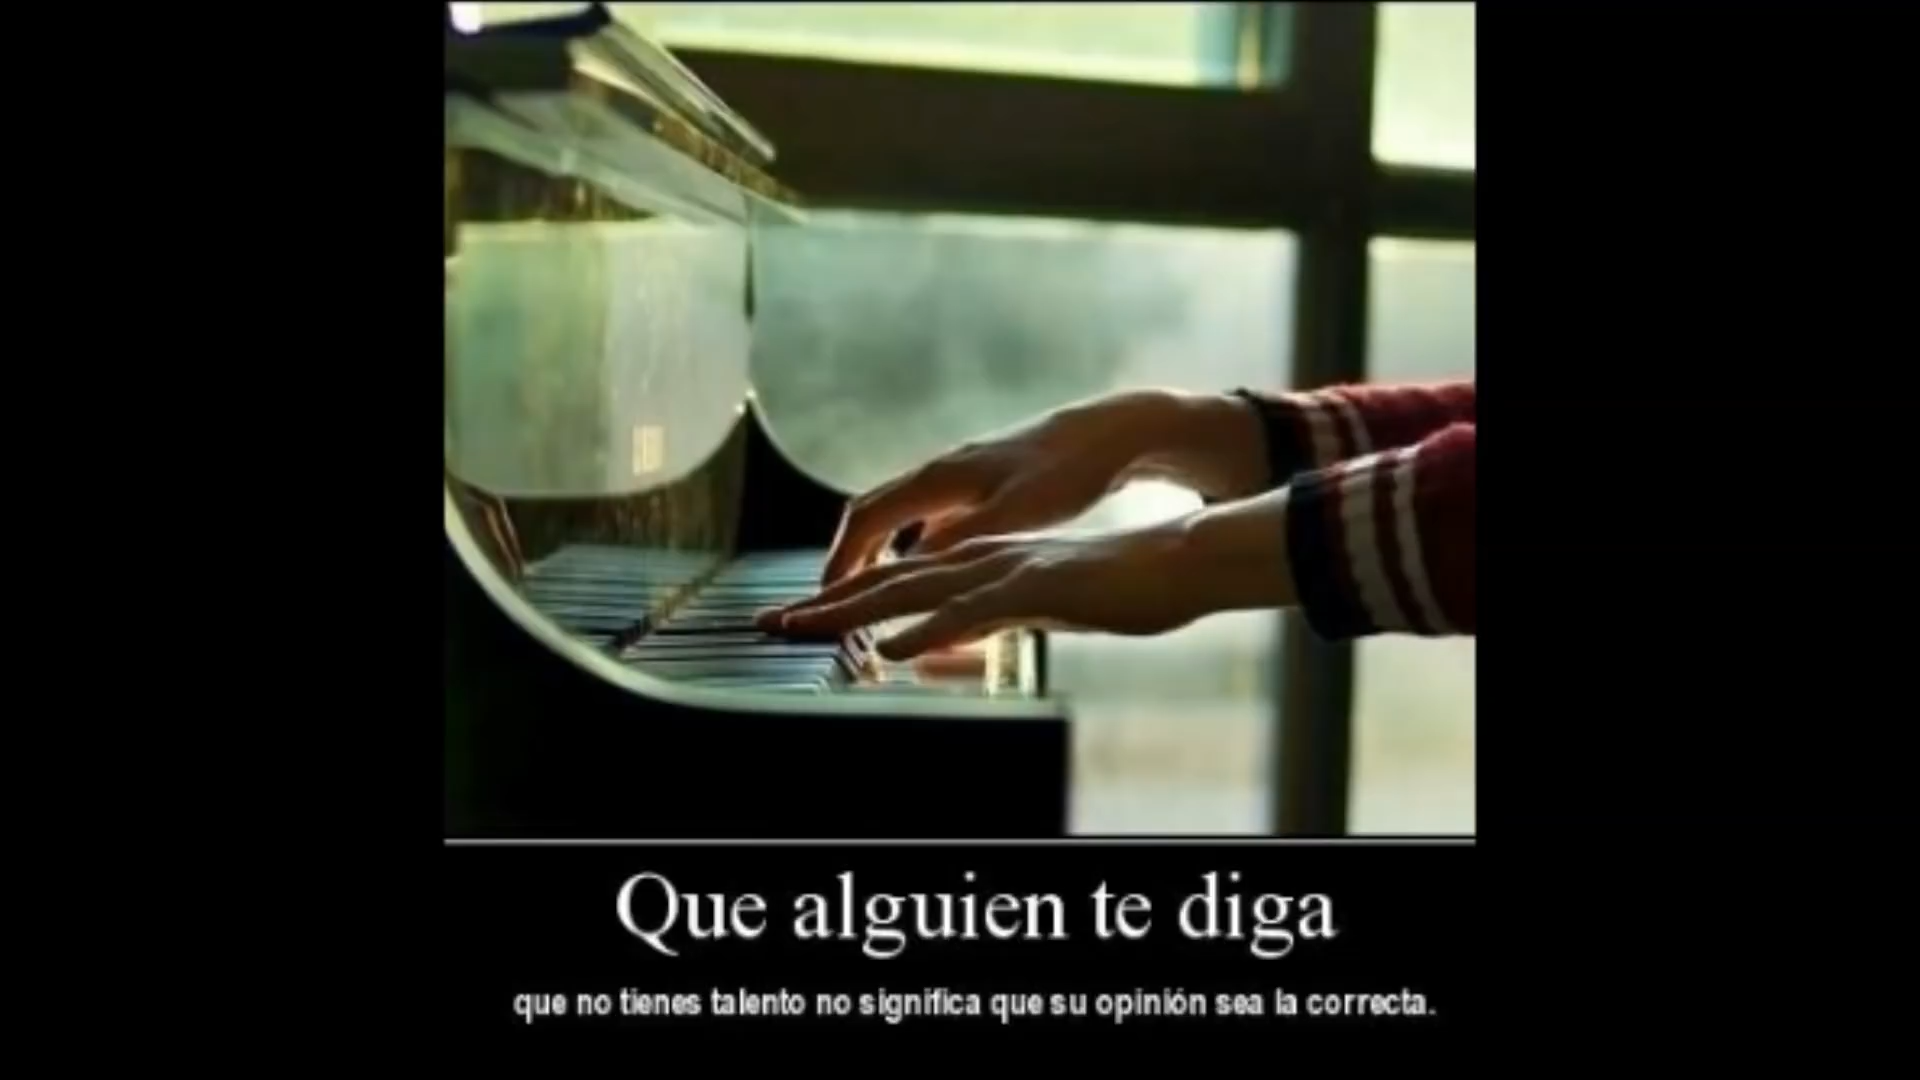 Que alguien te diga
que no tienes talento no significa que su opinión sea la correcta.